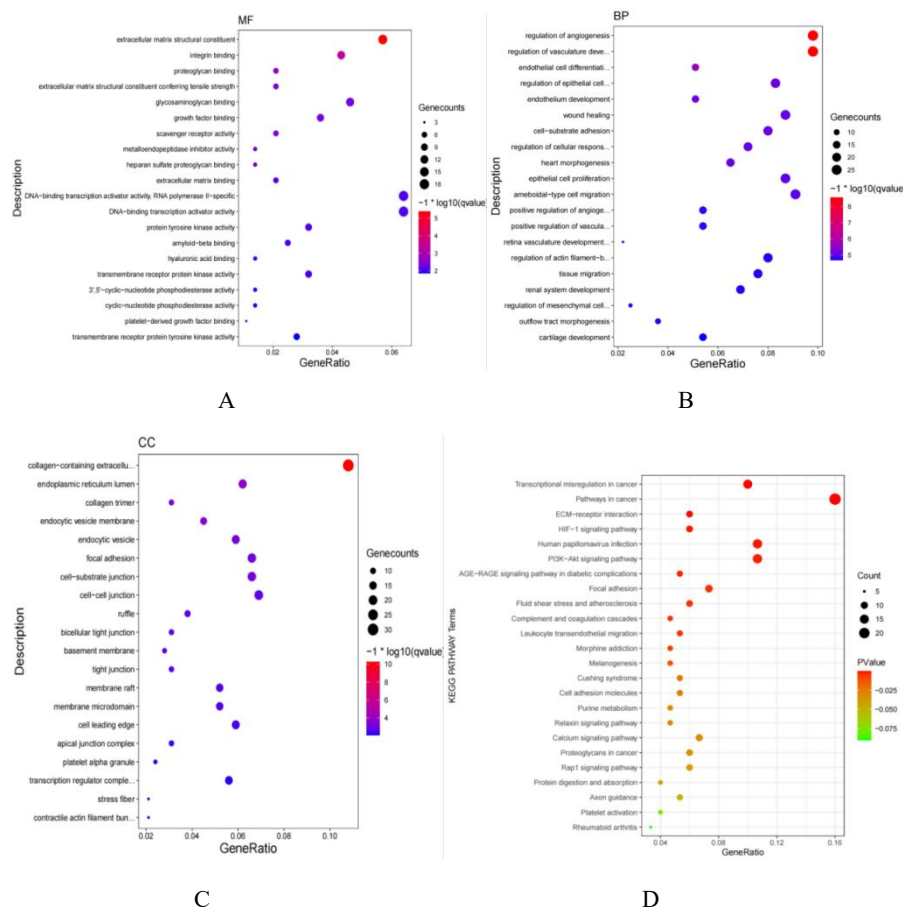 MF
extracellular matrix structural constituent
integrin binding
proteoglycan binding
extracellular matrix structural constituent conferring tensile strength
glycosaminoglycan binding
growth factor binding
scavenger receptor activity
metalloendopeptidase inhibitor activity
heparan sulfate proteoglycan binding
extracellular matrix binding
DNA−binding transcription activator activity, RNA polymerase II−specific
DNA−binding transcription activator activity
protein tyrosine kinase activity
amyloid−beta binding
hyaluronic acid binding
transmembrane receptor protein kinase activity
3',5'−cyclic−nucleotide phosphodiesterase activity
cyclic−nucleotide phosphodiesterase activity
platelet−derived growth factor binding
transmembrane receptor protein tyrosine kinase activity
Description
0.02 0.04 0.06
GeneRatio
Genecounts
3
6
9
12
15
18
−1 * log10(qvalue)
5
4
3
2
A
BP
regulation of angiogenesis
regulation of vasculature deve...
endothelial cell differentiati...
regulation of epithelial cell...
endothelium development
wound healing
cell−substrate adhesion
regulation of cellular respons...
heart morphogenesis
epithelial cell proliferation
ameboidal−type cell migration
positive regulation of angioge...
positive regulation of vascula...
retina vasculature development...
regulation of actin filament−b...
tissue migration
renal system development
regulation of mesenchymal cell...
outflow tract morphogenesis
cartilage development
Description
0.02 0.04 0.06 0.08 0.10
GeneRatio
Genecounts
10
15
20
25
−1 * log10(qvalue)
8
7
6
5
B
CC
collagen−containing extracellu...
endoplasmic reticulum lumen
collagen trimer
endocytic vesicle membrane
endocytic vesicle
focal adhesion
cell−substrate junction
cell−cell junction
ruffle
bicellular tight junction
basement membrane
tight junction
membrane raft
membrane microdomain
cell leading edge
apical junction complex
platelet alpha granule
transcription regulator comple...
stress fiber
contractile actin filament bun...
Description
0.02 0.04 0.06 0.08 0.10
GeneRatio
Genecounts
10
15
20
25
30
−1 * log10(qvalue)
10
8
6
4
C
Transcriptional misregulation in cancer
Pathways in cancer
ECM−receptor interaction
HIF−1 signaling pathway
Human papillomavirus infection
PI3K−Akt signaling pathway
AGE−RAGE signaling pathway in diabetic complications
Focal adhesion
Fluid shear stress and atherosclerosis
Complement and coagulation cascades
Leukocyte transendothelial migration
Morphine addiction
Melanogenesis
Cushing syndrome
Cell adhesion molecules
Purine metabolism
Relaxin signaling pathway
Calcium signaling pathway
Proteoglycans in cancer
Rap1 signaling pathway
Protein digestion and absorption
Axon guidance
Platelet activation
Rheumatoid arthritis
KEGG PATHWAY Terms
0.04 0.08 0.12 0.16
GeneRatio
Count
5
10
15
20
PValue
−0.025
−0.050
−0.075
D